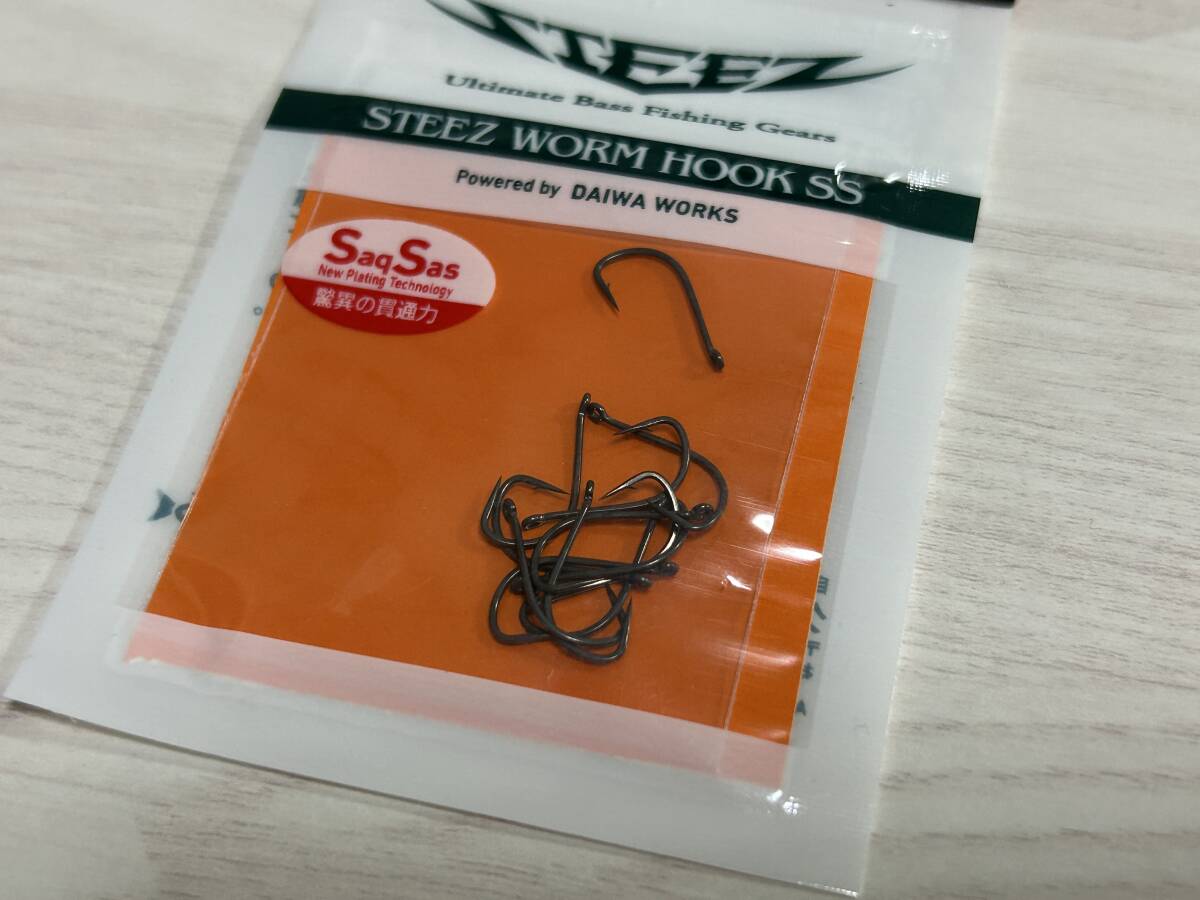 STEEZ
Ultimate Bass Fishing Gears
STEEZ WORM HOOK SS
Powered by DAIWA WORKS
SaqSas
New Plating Technology
驚異の貫通力